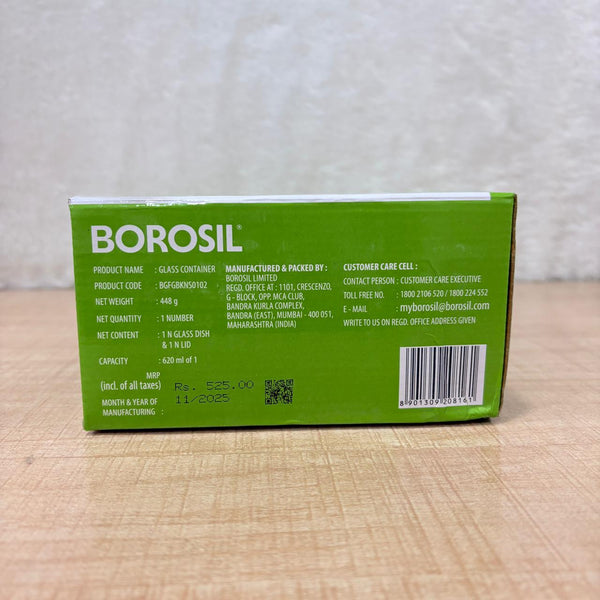 BOROSIL®
PRODUCT NAME : GLASS CONTAINER
PRODUCT CODE : BGFGBKNS0102
NET WEIGHT : 448 g
NET QUANTITY : 1 NUMBER
NET CONTENT : 1 N GLASS DISH
& 1 N LID
CAPACITY : 620 ml of 1
MRP
(incl. of all taxes) Rs. 525.00
MONTH & YEAR OF 11/2025
MANUFACTURING :
MANUFACTURED & PACKED BY :
BOROSIL LIMITED
REGD. OFFICE AT : 1101, CRESCENZO,
G - BLOCK, OPP. MCA CLUB,
BANDRA KURLA COMPLEX,
BANDRA (EAST), MUMBAI - 400 051,
MAHARASHTRA (INDIA)
CUSTOMER CARE CELL :
CONTACT PERSON : CUSTOMER CARE EXECUTIVE
TOLL FREE NO. : 1800 2106 520 / 1800 224 552
E - MAIL : myborosil@borosil.com
WRITE TO US ON REGD. OFFICE ADDRESS GIVEN
8 901309 208161